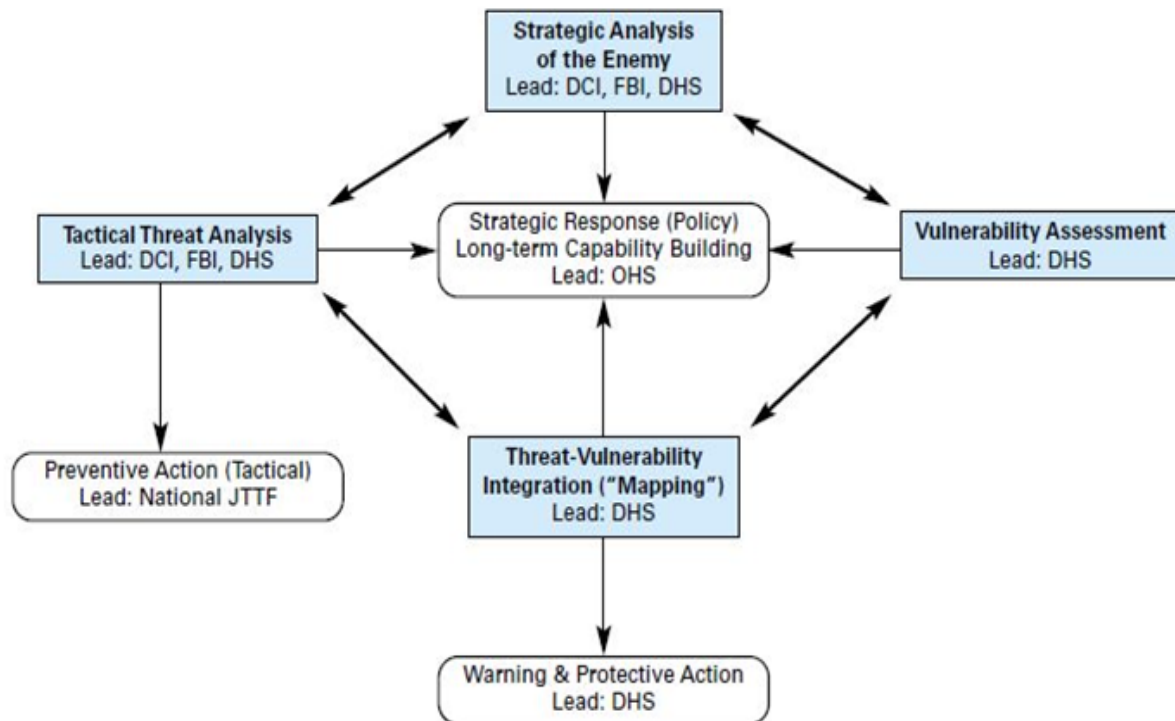 Strategic Analysis
of the Enemy
Lead: DCI, FBI, DHS
Tactical Threat Analysis
Lead: DCI, FBI, DHS
Strategic Response (Policy)
Long-term Capability Building
Lead: OHS
Vulnerability Assessment
Lead: DHS
Preventive Action (Tactical)
Lead: National JTTF
Threat-Vulnerability
Integration (“Mapping”)
Lead: DHS
Warning & Protective Action
Lead: DHS